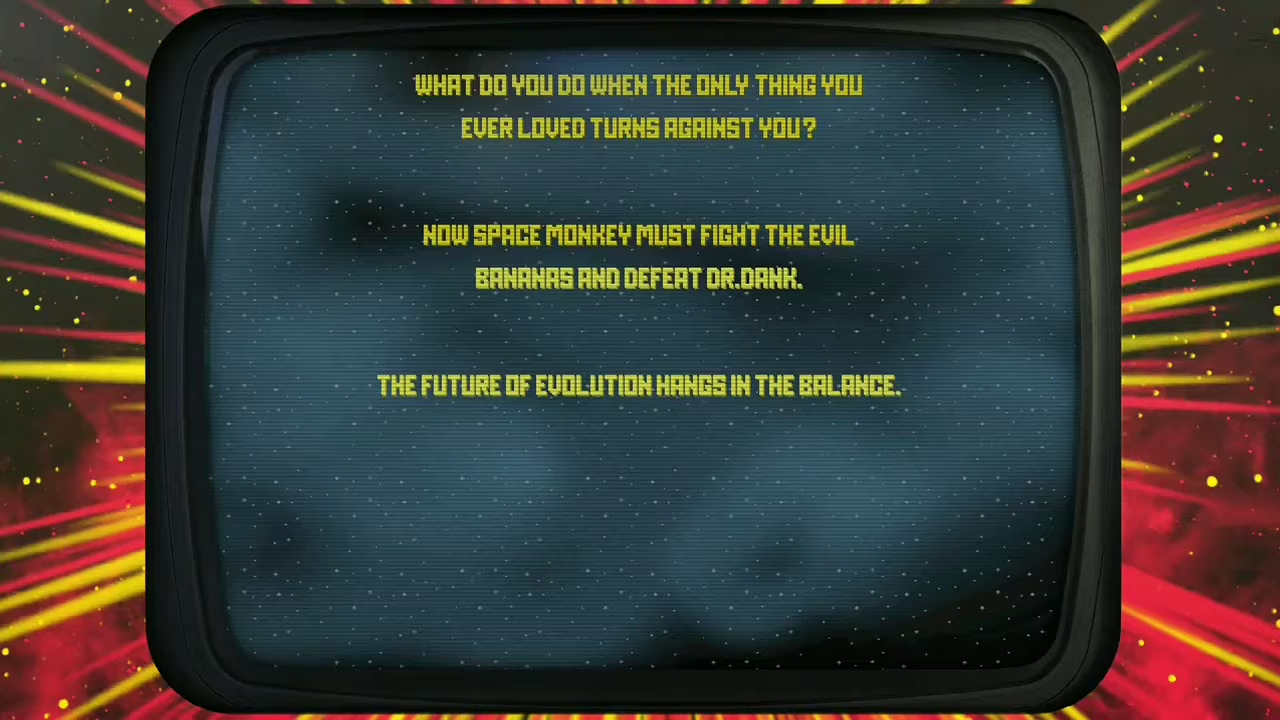 WHAT DO YOU DO WHEN THE ONLY THING YOU
EVER LOVED TURNS AGAINST YOU?
NOW SPACE MONKEY MUST FIGHT THE EVIL
BANANAS AND DEFEAT DR.DANK.
THE FUTURE OF EVOLUTION HANGS IN THE BALANCE.